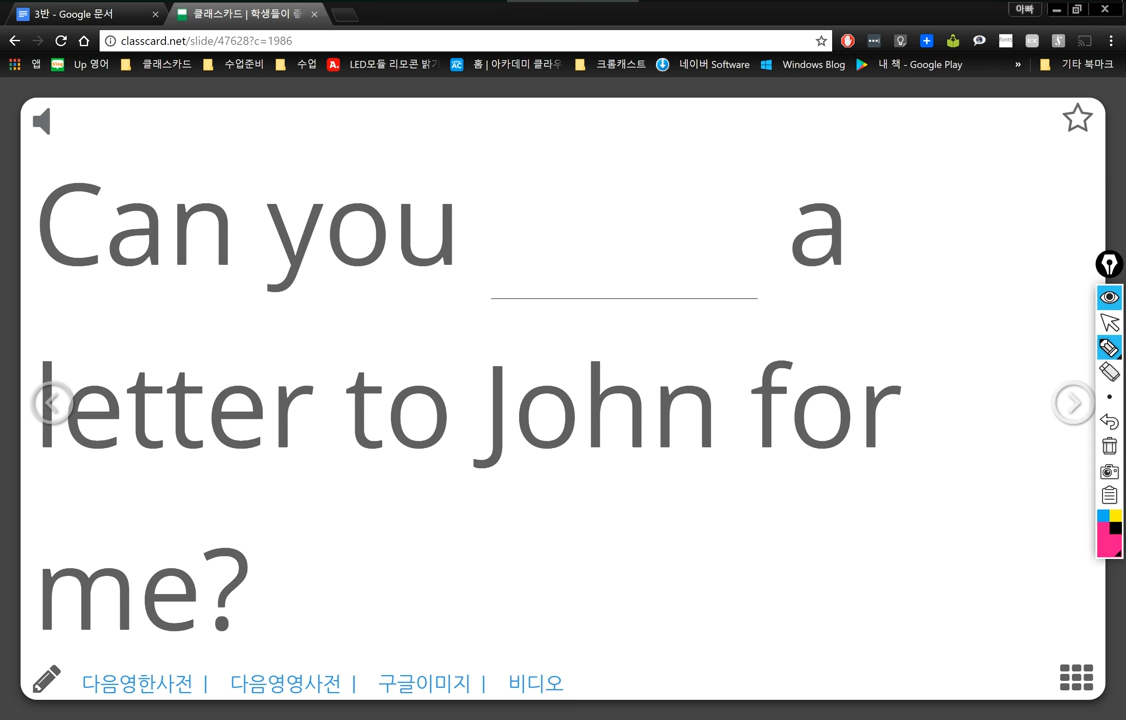 3반 - Google 문서
클래스카드 | 학생들이
아빠
classcard.net/slide/47628?c=1986
앱 Up 영어 클래스카드 수업준비 수업 LED모듈 리모콘 밝기 홈 | 아카데미 클라우 크롬캐스트 네이버 Software Windows Blog 내 책 - Google Play » 기타 북마크
Can you ________ a
letter to John for
me?
다음영한사전 | 다음영영사전 | 구글이미지 | 비디오